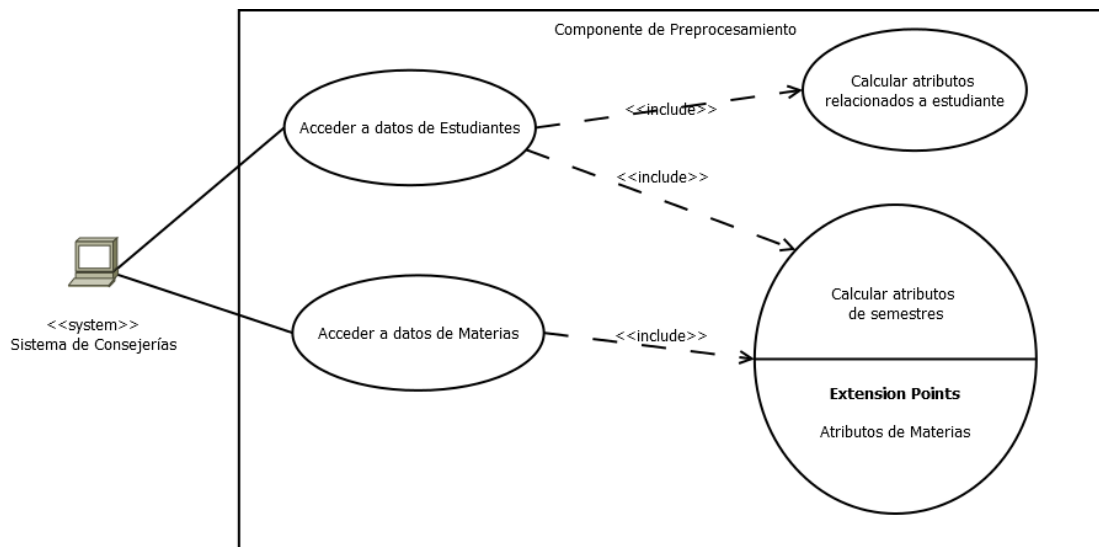 Componente de Preprocesamiento
Calcular atributos
relacionados a estudiante
<<include>>
Acceder a datos de Estudiantes
<<include>>
Calcular atributos
de semestres
<<system>>
Sistema de Consejerías
Acceder a datos de Materias
<<include>>
Extension Points
Atributos de Materias